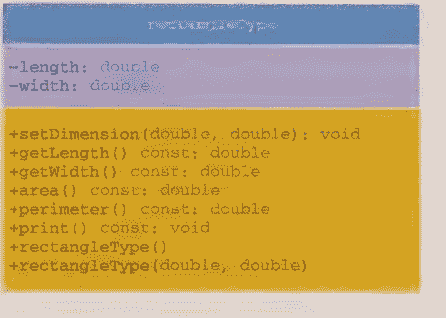 rectangleType
-length: double
-width: double
+setDimension(double, double): void
+getLength() const: double
+getWidth() const: double
+area() const: double
+perimeter() const: double
+print() const: void
+rectangleType()
+rectangleType(double, double)